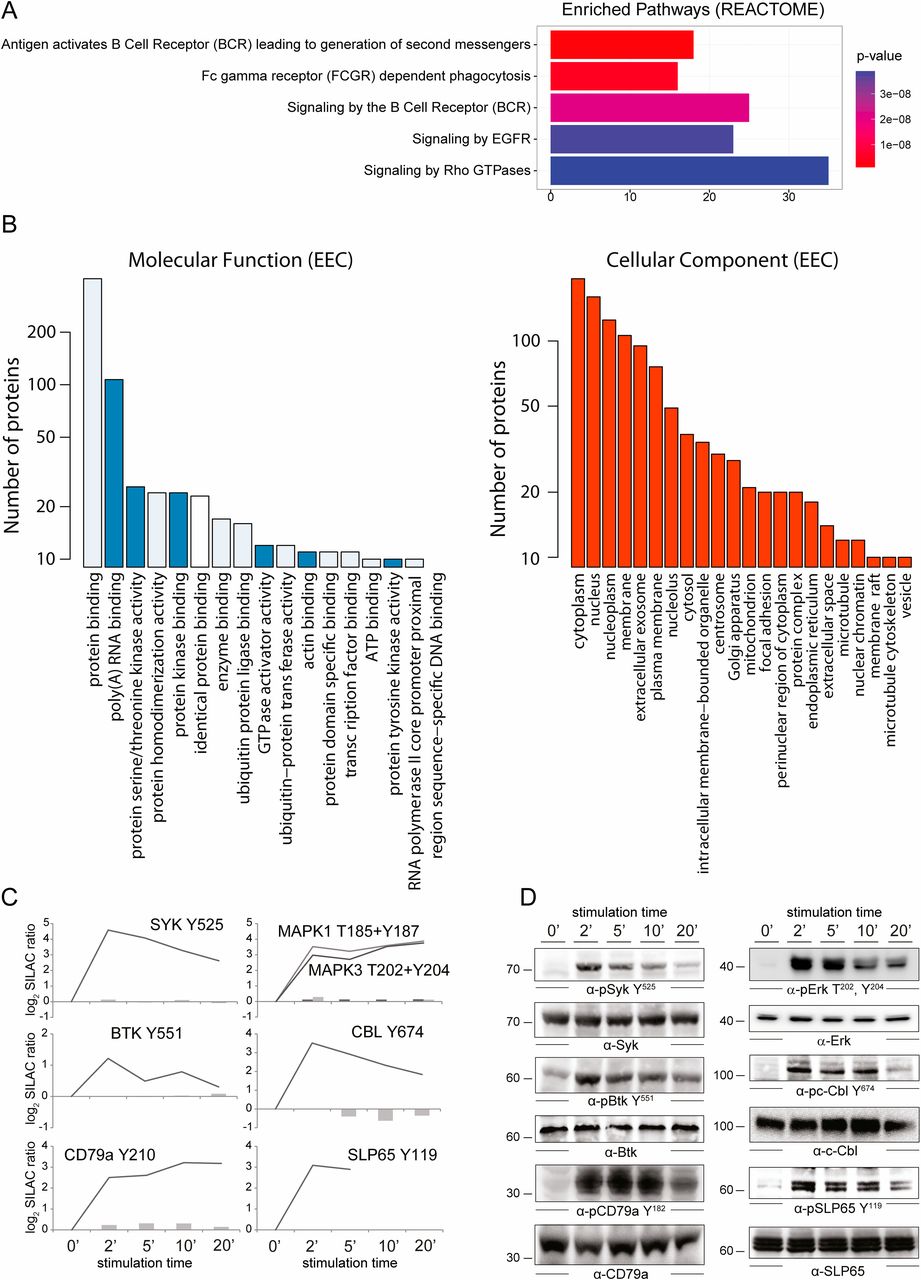 A
Enriched Pathways (REACTOME)
Antigen activates B Cell Receptor (BCR) leading to generation of second messengers
Fc gamma receptor (FCGR) dependent phagocytosis
Signaling by the B Cell Receptor (BCR)
Signaling by EGFR
Signaling by Rho GTPases
0 10 20 30
p-value
3e-08
2e-08
1e-08
B
Molecular Function (EEC)
Number of proteins
200
100
50
20
10
protein binding
poly(A) RNA binding
protein serine/threonine kinase activity
protein homodimerization activity
protein kinase binding
identical protein binding
enzyme binding
ubiquitin protein ligase binding
GTPase activator activity
ubiquitin−protein trans ferase activity
actin binding
protein domain specific binding
transc ription factor binding
ATP binding
protein tyrosine kinase activity
RNA polymerase II core promoter proximal
region sequence−specific DNA binding
Cellular Component (EEC)
Number of proteins
100
50
20
10
cytoplasm
nucleus
nucleoplasm
membrane
extracellular exosome
plasma membrane
nucleolus
cytosol
intracellular membrane−bounded organelle
centrosome
Golgi apparatus
mitochondrion
focal adhesion
perinuclear region of cytoplasm
protein complex
endoplasmic reticulum
extracellular space
microtubule
nuclear chromatin
membrane raft
microtubule cytoskeleton
vesicle
C
SYK Y525
log2 SILAC ratio
5
4
3
2
1
0
-1
MAPK1 T185+Y187
MAPK3 T202+Y204
5
4
3
2
1
0
-1
BTK Y551
log2 SILAC ratio
2
1
0
-1
CBL Y674
4
3
2
1
0
-1
CD79a Y210
log2 SILAC ratio
4
3
2
1
0
0’ 2’ 5’ 10’ 20’
stimulation time
SLP65 Y119
4
3
2
1
0
0’ 2’ 5’ 10’ 20’
stimulation time
D
stimulation time
0’ 2’ 5’ 10’ 20’
70
α-pSyk Y525
70
α-Syk
60
α-pBtk Y551
60
α-Btk
30
α-pCD79a Y182
30
α-CD79a
stimulation time
0’ 2’ 5’ 10’ 20’
40
α-pErk T202, Y204
40
α-Erk
100
α-pc-Cbl Y674
100
α-c-Cbl
60
α-pSLP65 Y119
60
α-SLP65